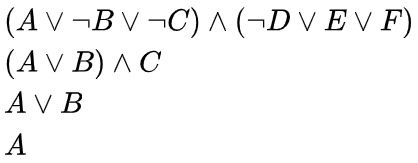 (A ∨ ¬B ∨ ¬C) ∧ (¬D ∨ E ∨ F)
(A ∨ B) ∧ C
A ∨ B
A